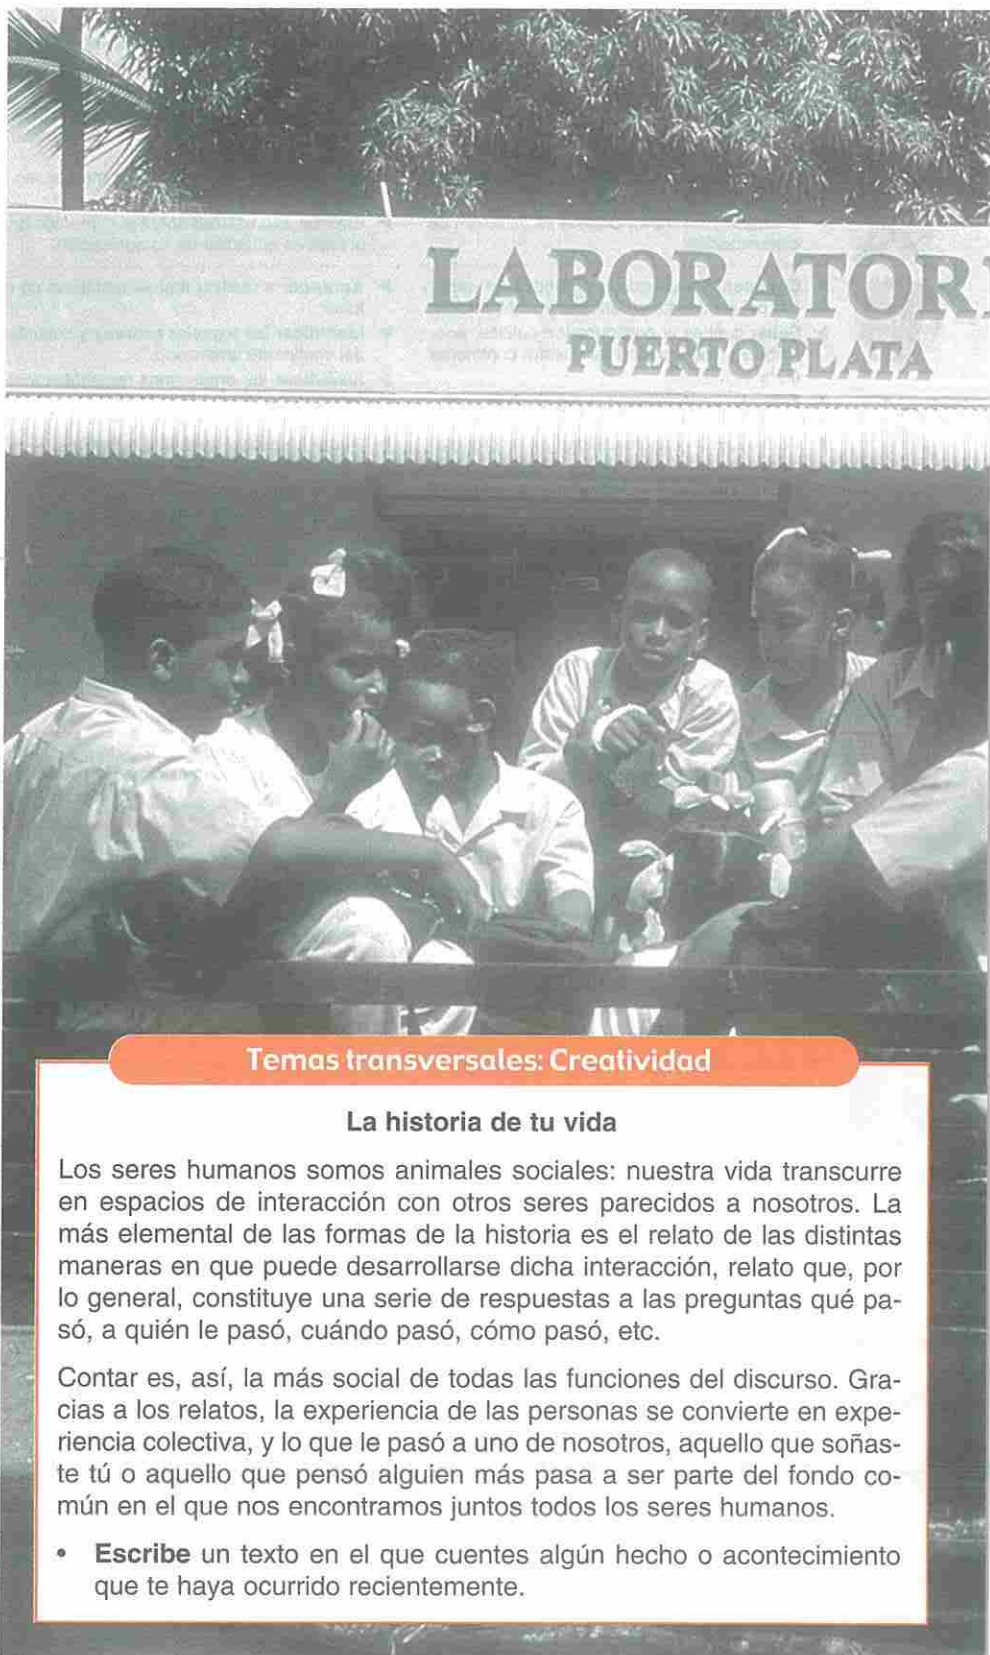 LABORATORI
PUERTO PLATA
Temas transversales: Creatividad
La historia de tu vida
Los seres humanos somos animales sociales: nuestra vida transcurre
en espacios de interacción con otros seres parecidos a nosotros. La
más elemental de las formas de la historia es el relato de las distintas
maneras en que puede desarrollarse dicha interacción, relato que, por
lo general, constituye una serie de respuestas a las preguntas qué pa-
só, a quién le pasó, cuándo pasó, cómo pasó, etc.
Contar es, así, la más social de todas las funciones del discurso. Gra-
cias a los relatos, la experiencia de las personas se convierte en expe-
riencia colectiva, y lo que le pasó a uno de nosotros, aquello que soñas-
te tú o aquello que pensó alguien más pasa a ser parte del fondo co-
mún en el que nos encontramos juntos todos los seres humanos.
• Escribe un texto en el que cuentes algún hecho o acontecimiento
que te haya ocurrido recientemente.